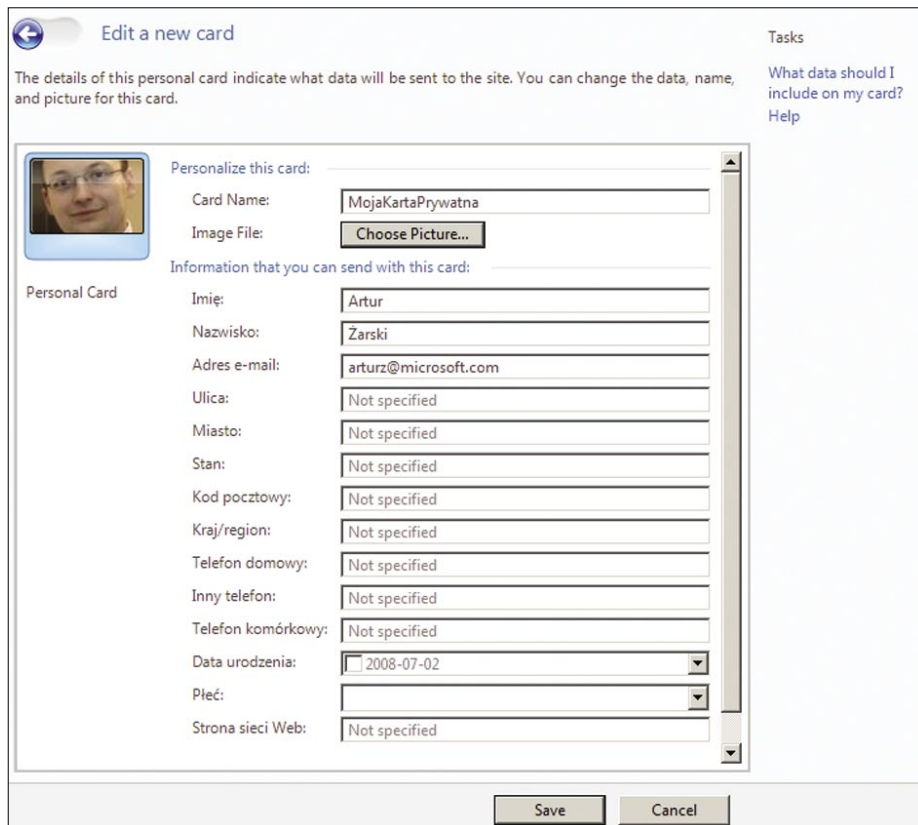 Edit a new card
The details of this personal card indicate what data will be sent to the site. You can change the data, name,
and picture for this card.
Tasks
What data should I
include on my card?
Help
Personal Card
Personalize this card:
Card Name: MojaKartaPrywatna
Image File: Choose Picture...
Information that you can send with this card:
Imię: Artur
Nazwisko: Żarski
Adres e-mail: arturz@microsoft.com
Ulica: Not specified
Miasto: Not specified
Stan: Not specified
Kod pocztowy: Not specified
Kraj/region: Not specified
Telefon domowy: Not specified
Inny telefon: Not specified
Telefon komórkowy: Not specified
Data urodzenia: 2008-07-02
Płeć:
Strona sieci Web: Not specified
Save Cancel